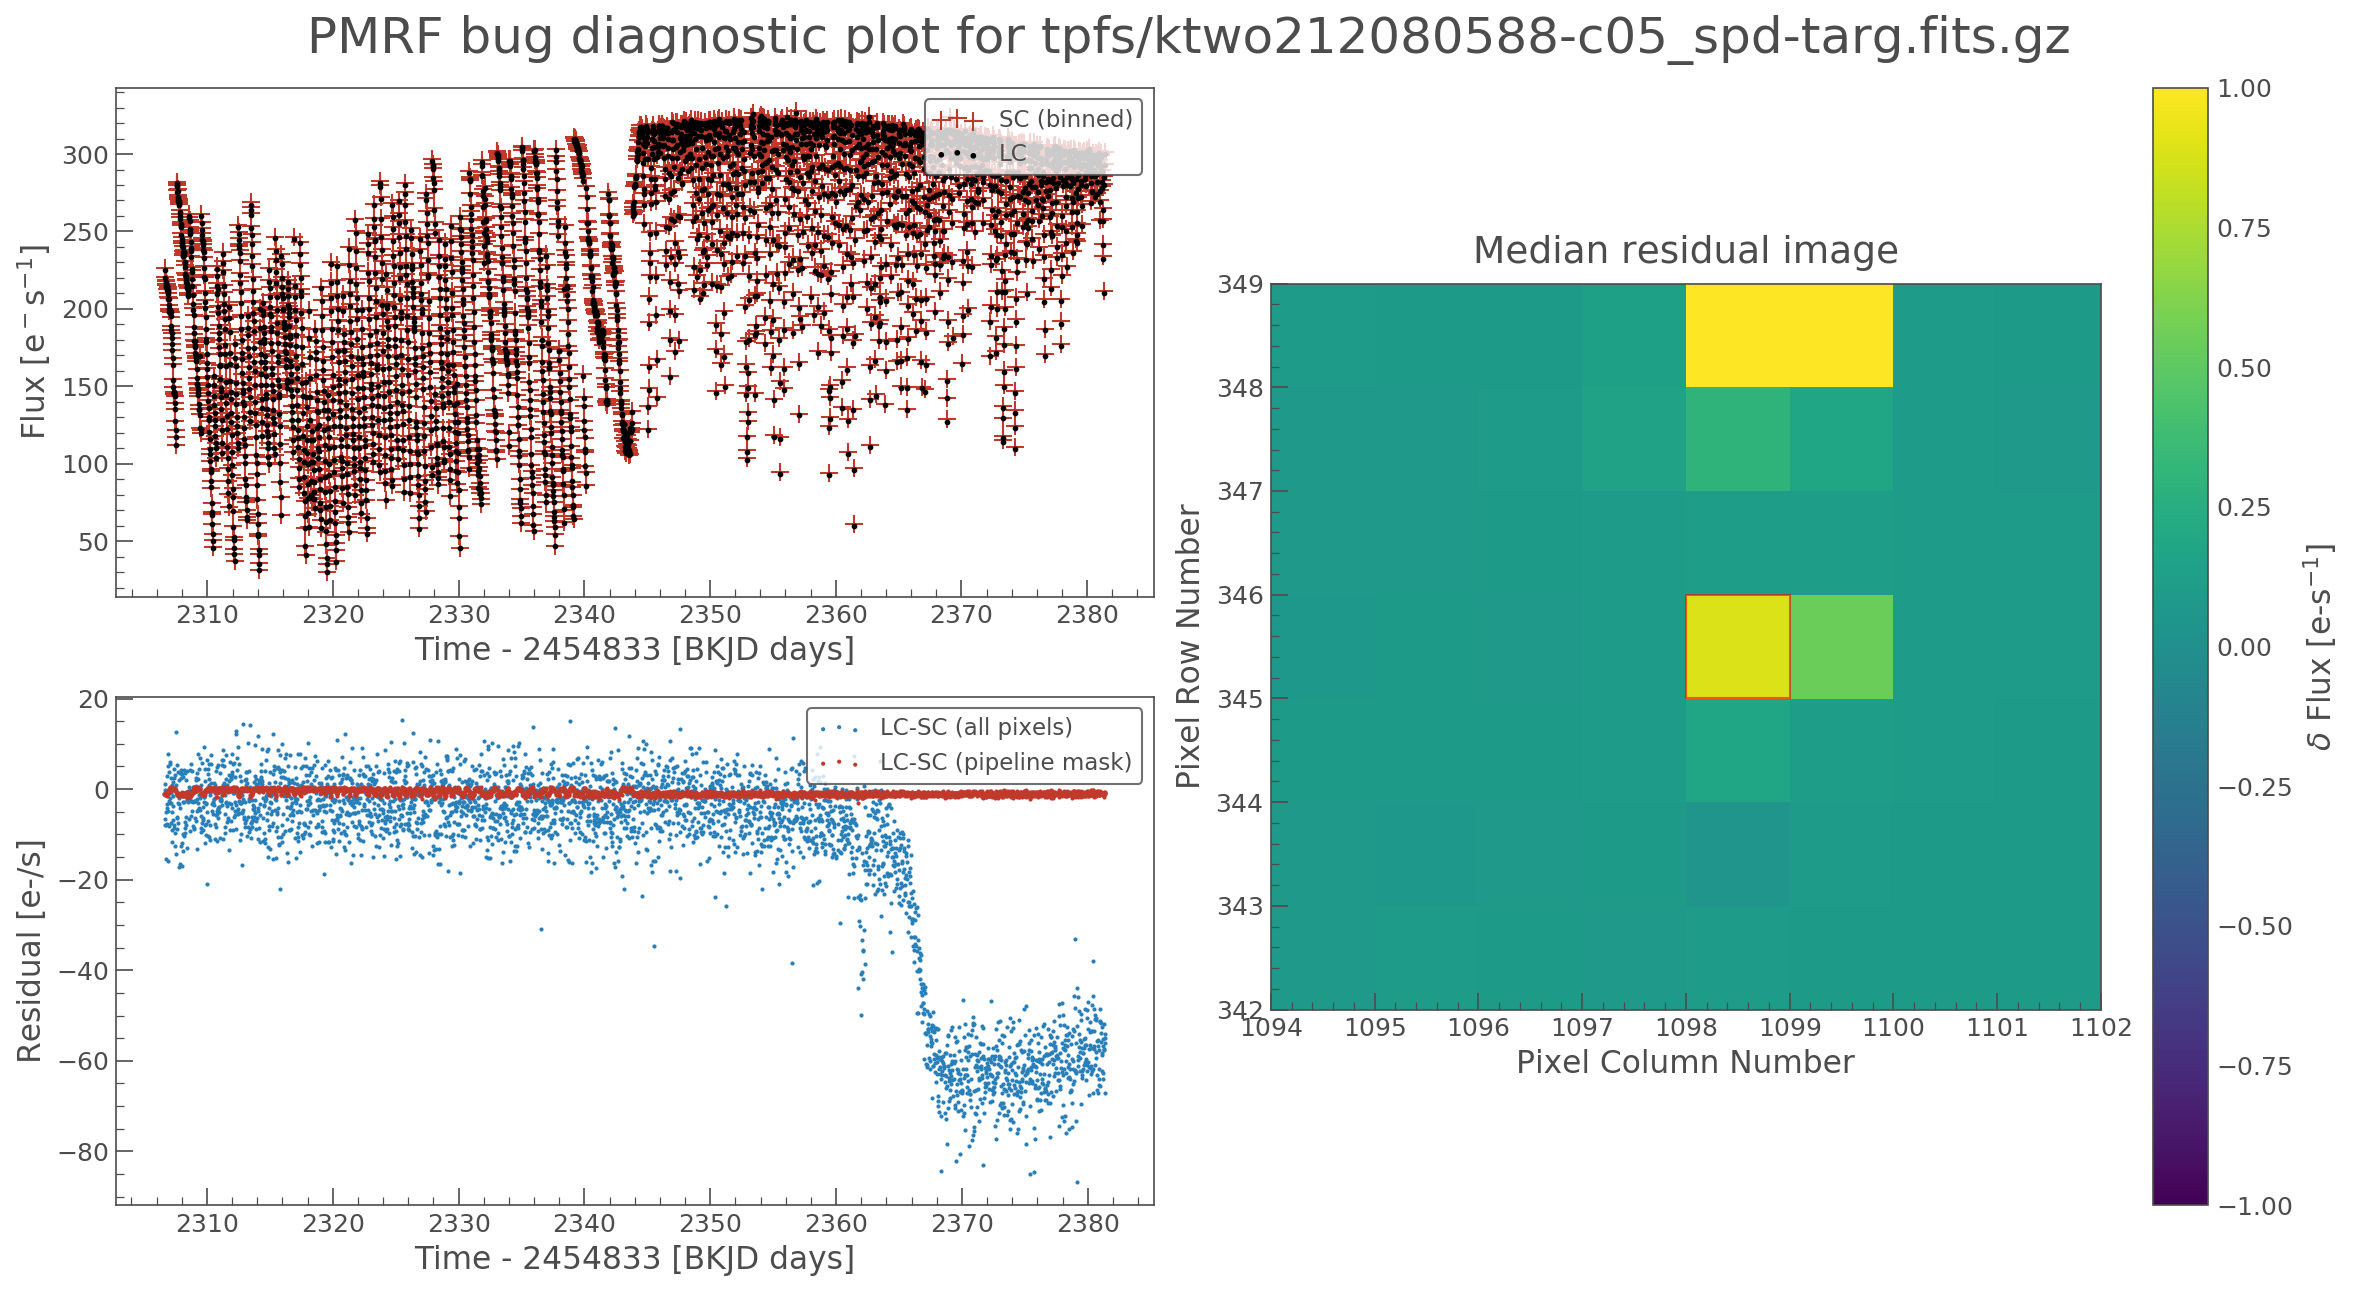 PMRF bug diagnostic plot for tpfs/ktwo212080588-c05_spd-targ.fits.gz
Flux [e⁻ s⁻¹]
300
250
200
150
100
50
SC (binned)
LC
2310 2320 2330 2340 2350 2360 2370 2380
Time - 2454833 [BKJD days]
Residual [e-/s]
20
0
−20
−40
−60
−80
LC-SC (all pixels)
LC-SC (pipeline mask)
2310 2320 2330 2340 2350 2360 2370 2380
Time - 2454833 [BKJD days]
Median residual image
Pixel Row Number
349
348
347
346
345
344
343
342
1094 1095 1096 1097 1098 1099 1100 1101 1102
Pixel Column Number
1.00
0.75
0.50
0.25
0.00
−0.25
−0.50
−0.75
−1.00
δ Flux [e-s⁻¹]